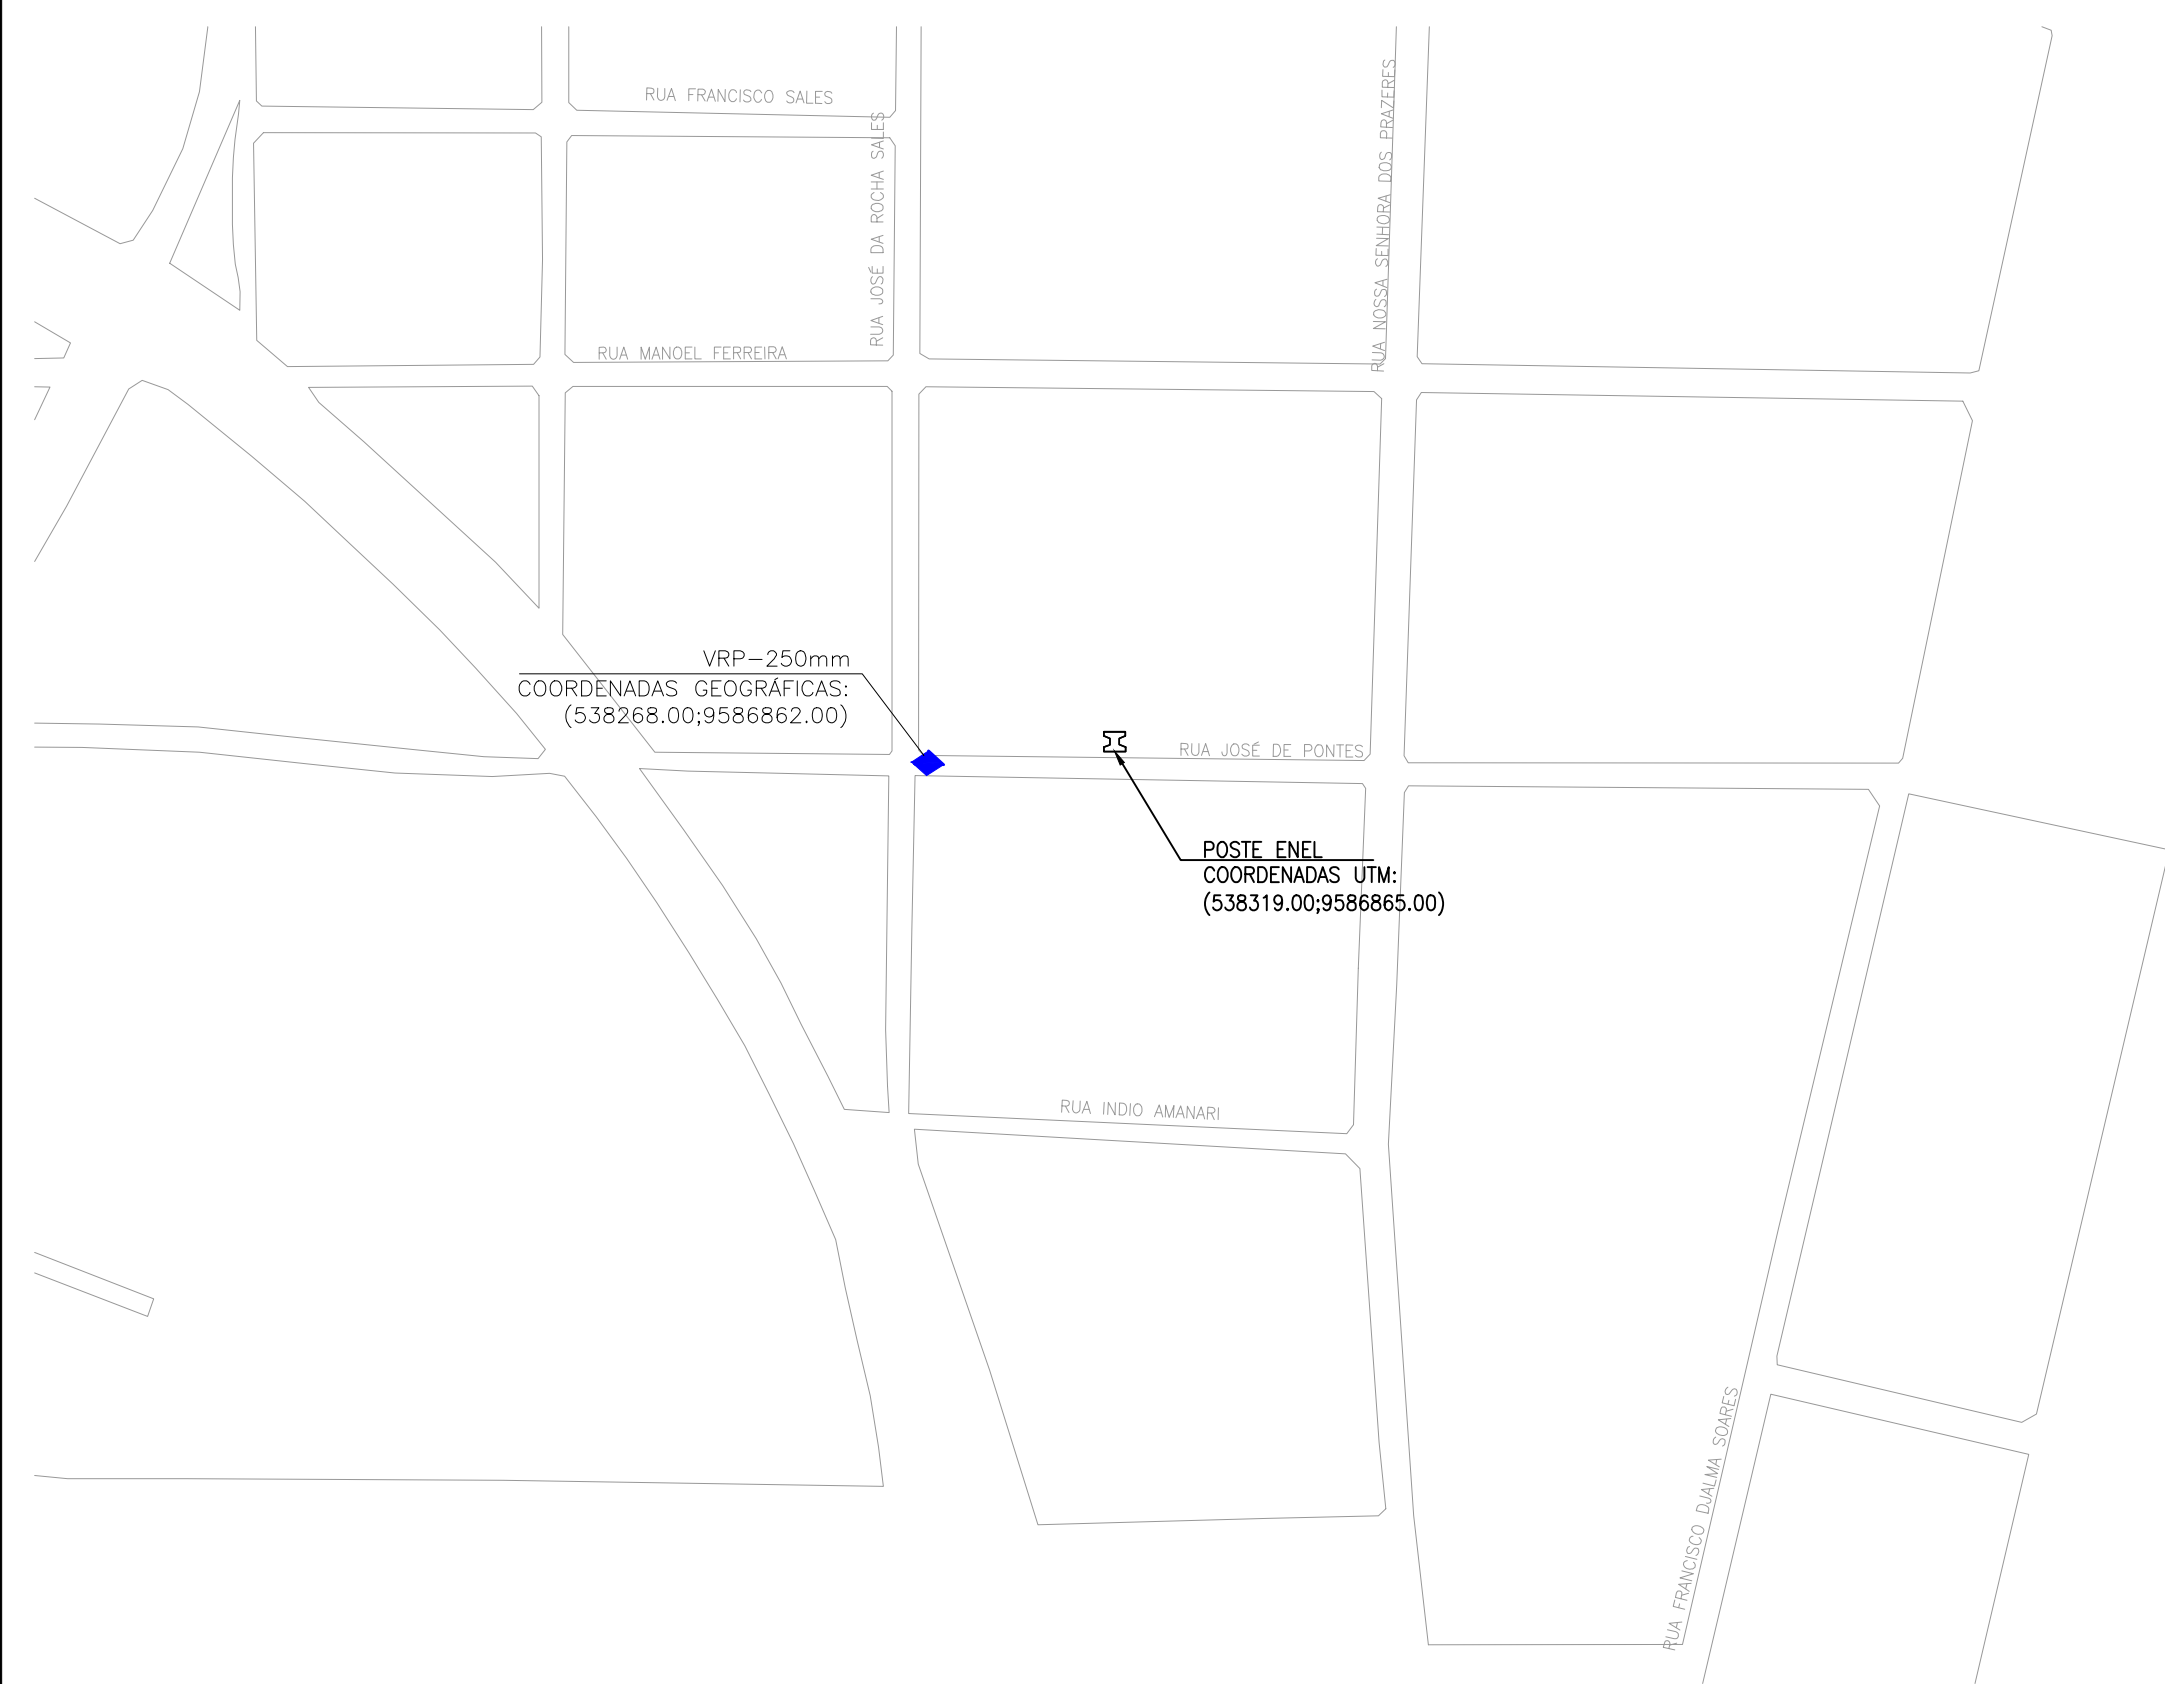 RUA FRANCISCO SALES
RUA JOSÉ DA ROCHA SALES
RUA NOSSA SENHORA DOS PRAZERES
RUA MANOEL FERREIRA
VRP-250mm
COORDENADAS GEOGRÁFICAS:
(538268.00;9586862.00)
RUA JOSÉ DE PONTES
POSTE ENEL
COORDENADAS UTM:
(538319.00;9586865.00)
RUA INDIO AMANARI
RUA FRANCISCO DJALMA SOARES